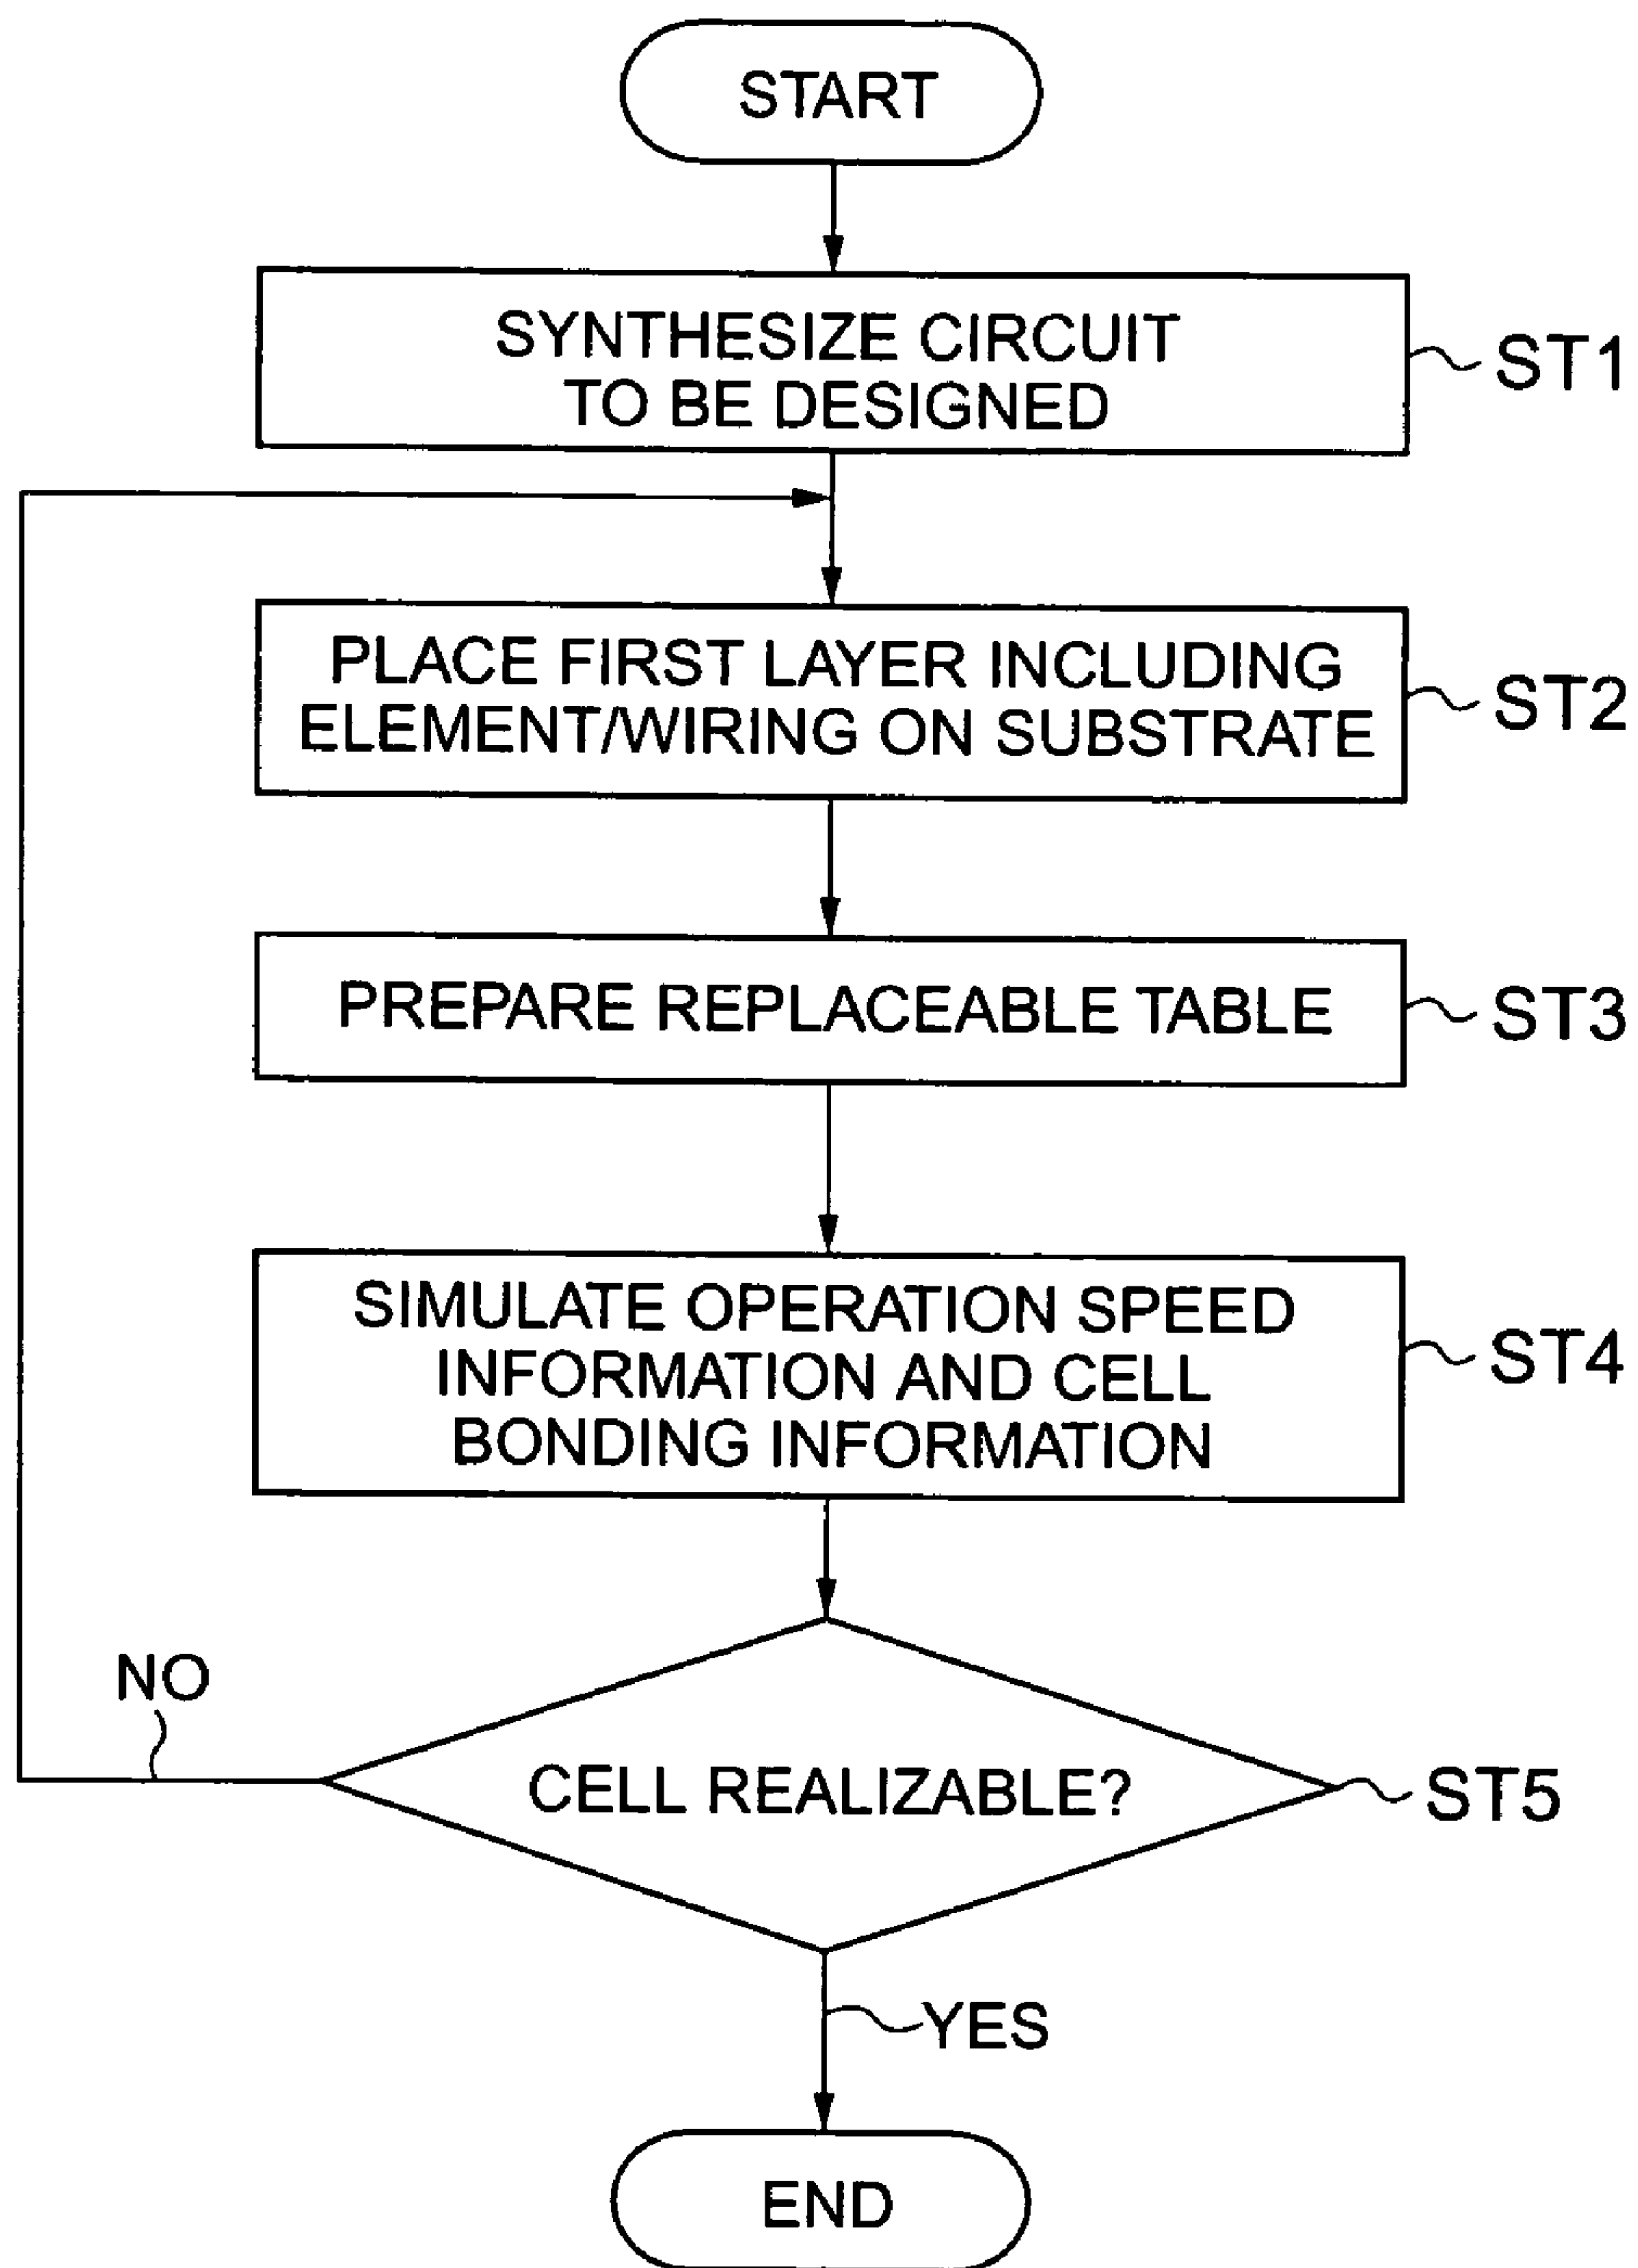 START
SYNTHESIZE CIRCUIT
TO BE DESIGNED
ST1
PLACE FIRST LAYER INCLUDING
ELEMENT/WIRING ON SUBSTRATE
ST2
PREPARE REPLACEABLE TABLE
ST3
SIMULATE OPERATION SPEED
INFORMATION AND CELL
BONDING INFORMATION
ST4
NO
CELL REALIZABLE?
ST5
YES
END